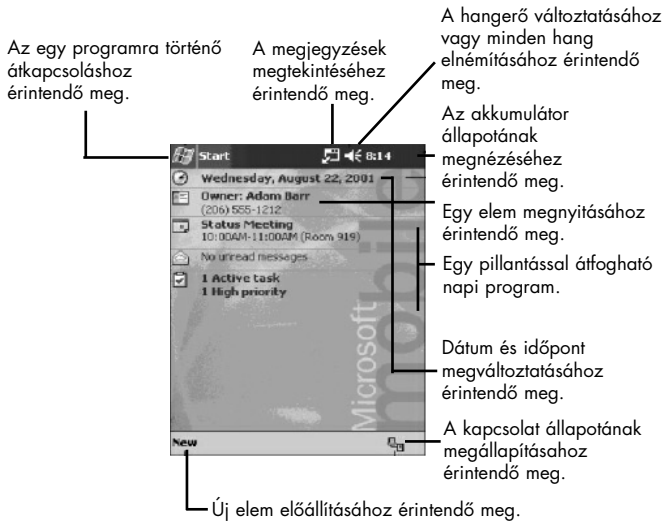 A hangerő változtatásához
vagy minden hang
elnémításához érintendő
meg.
Az egy programra történő
átkapcsoláshoz
érintendő meg.
A megjegyzések
megtekintéséhez
érintendő meg.
Az akkumulátor
állapotának
megnézéséhez
érintendő meg.
Start 8:14
Wednesday, August 22, 2001
Owner: Adam Barr
(206) 555-1212
Status Meeting
10:00AM-11:00AM (Room 919)
No unread messages
1 Active task
1 High priority
Microsoft
mobile
New
Egy elem megnyitásához
érintendő meg.
Egy pillantással átfogható
napi program.
Dátum és időpont
megváltoztatásához
érintendő meg.
A kapcsolat állapotának
megállapításahoz
érintendő meg.
Új elem előállításához érintendő meg.